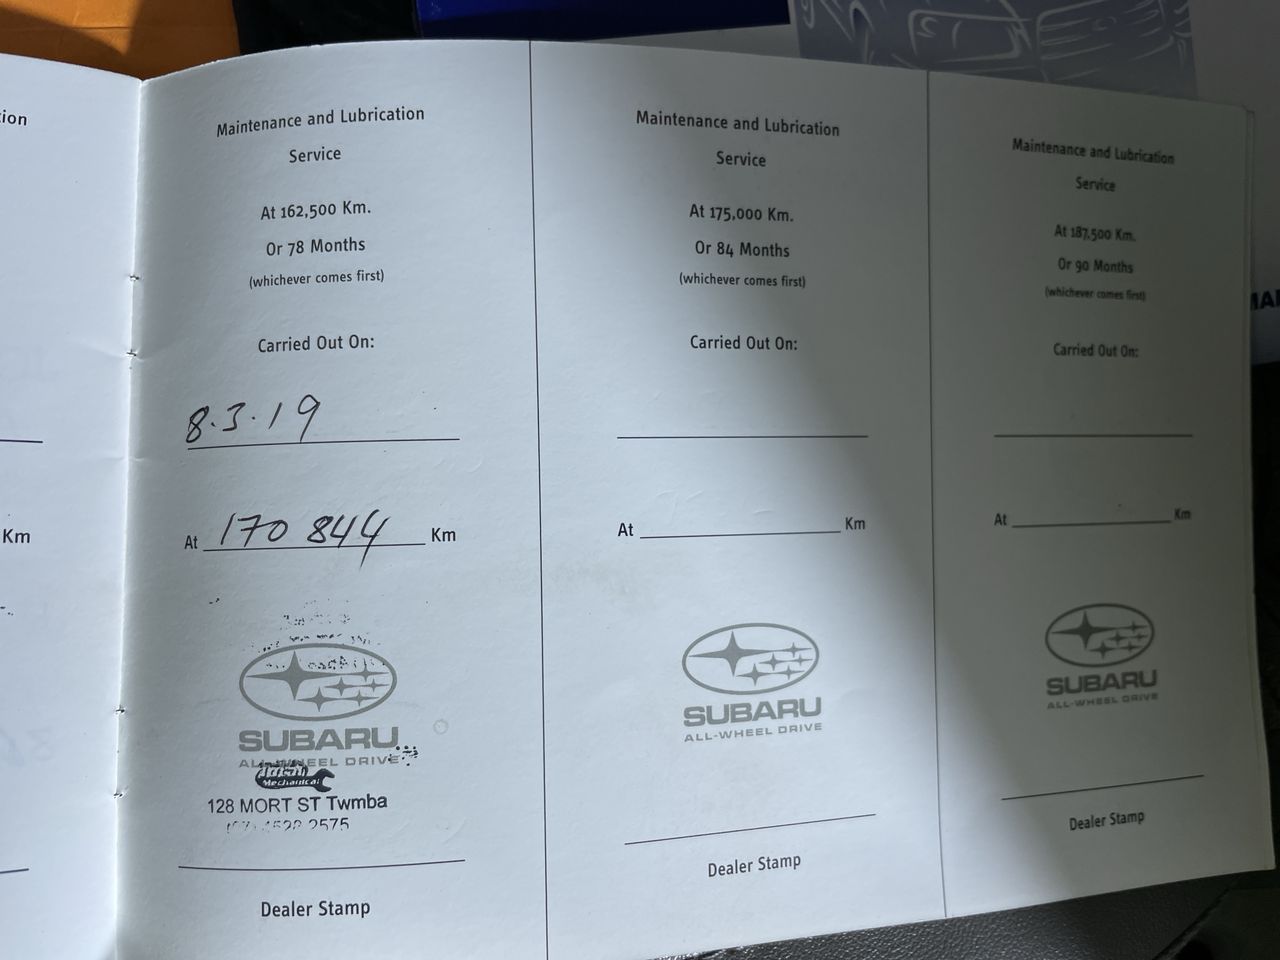 ion
Km
Maintenance and Lubrication
Service
At 162,500 Km.
Or 78 Months
(whichever comes first)
Carried Out On:
8.3.19
At 170 844 Km
SUBARU
ALL-WHEEL DRIVE
Mechanical
128 MORT ST Twmba
2575
Dealer Stamp
Maintenance and Lubrication
Service
At 175,000 Km.
Or 84 Months
(whichever comes first)
Carried Out On:
At Km
SUBARU
ALL-WHEEL DRIVE
Dealer Stamp
Maintenance and Lubrication
Service
At 187,500 Km.
Or 90 Months
(whichever comes first)
Carried Out On:
At Km
SUBARU
ALL-WHEEL DRIVE
Dealer Stamp